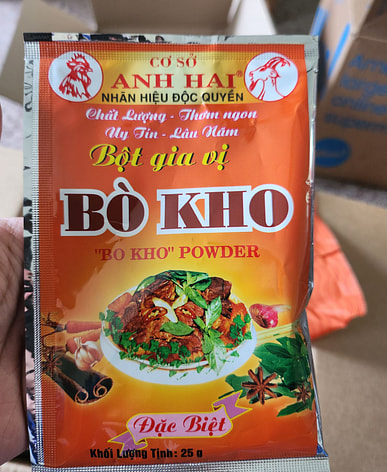 CƠ SỞ
ANH HAI®
NHÃN HIỆU ĐỘC QUYỀN
Chất Lượng - Thơm ngon
Uy Tín - Lâu Năm
Bột gia vị
BÒ KHO
"BO KHO" POWDER
Đặc Biệt
Khối Lượng Tịnh: 25 g